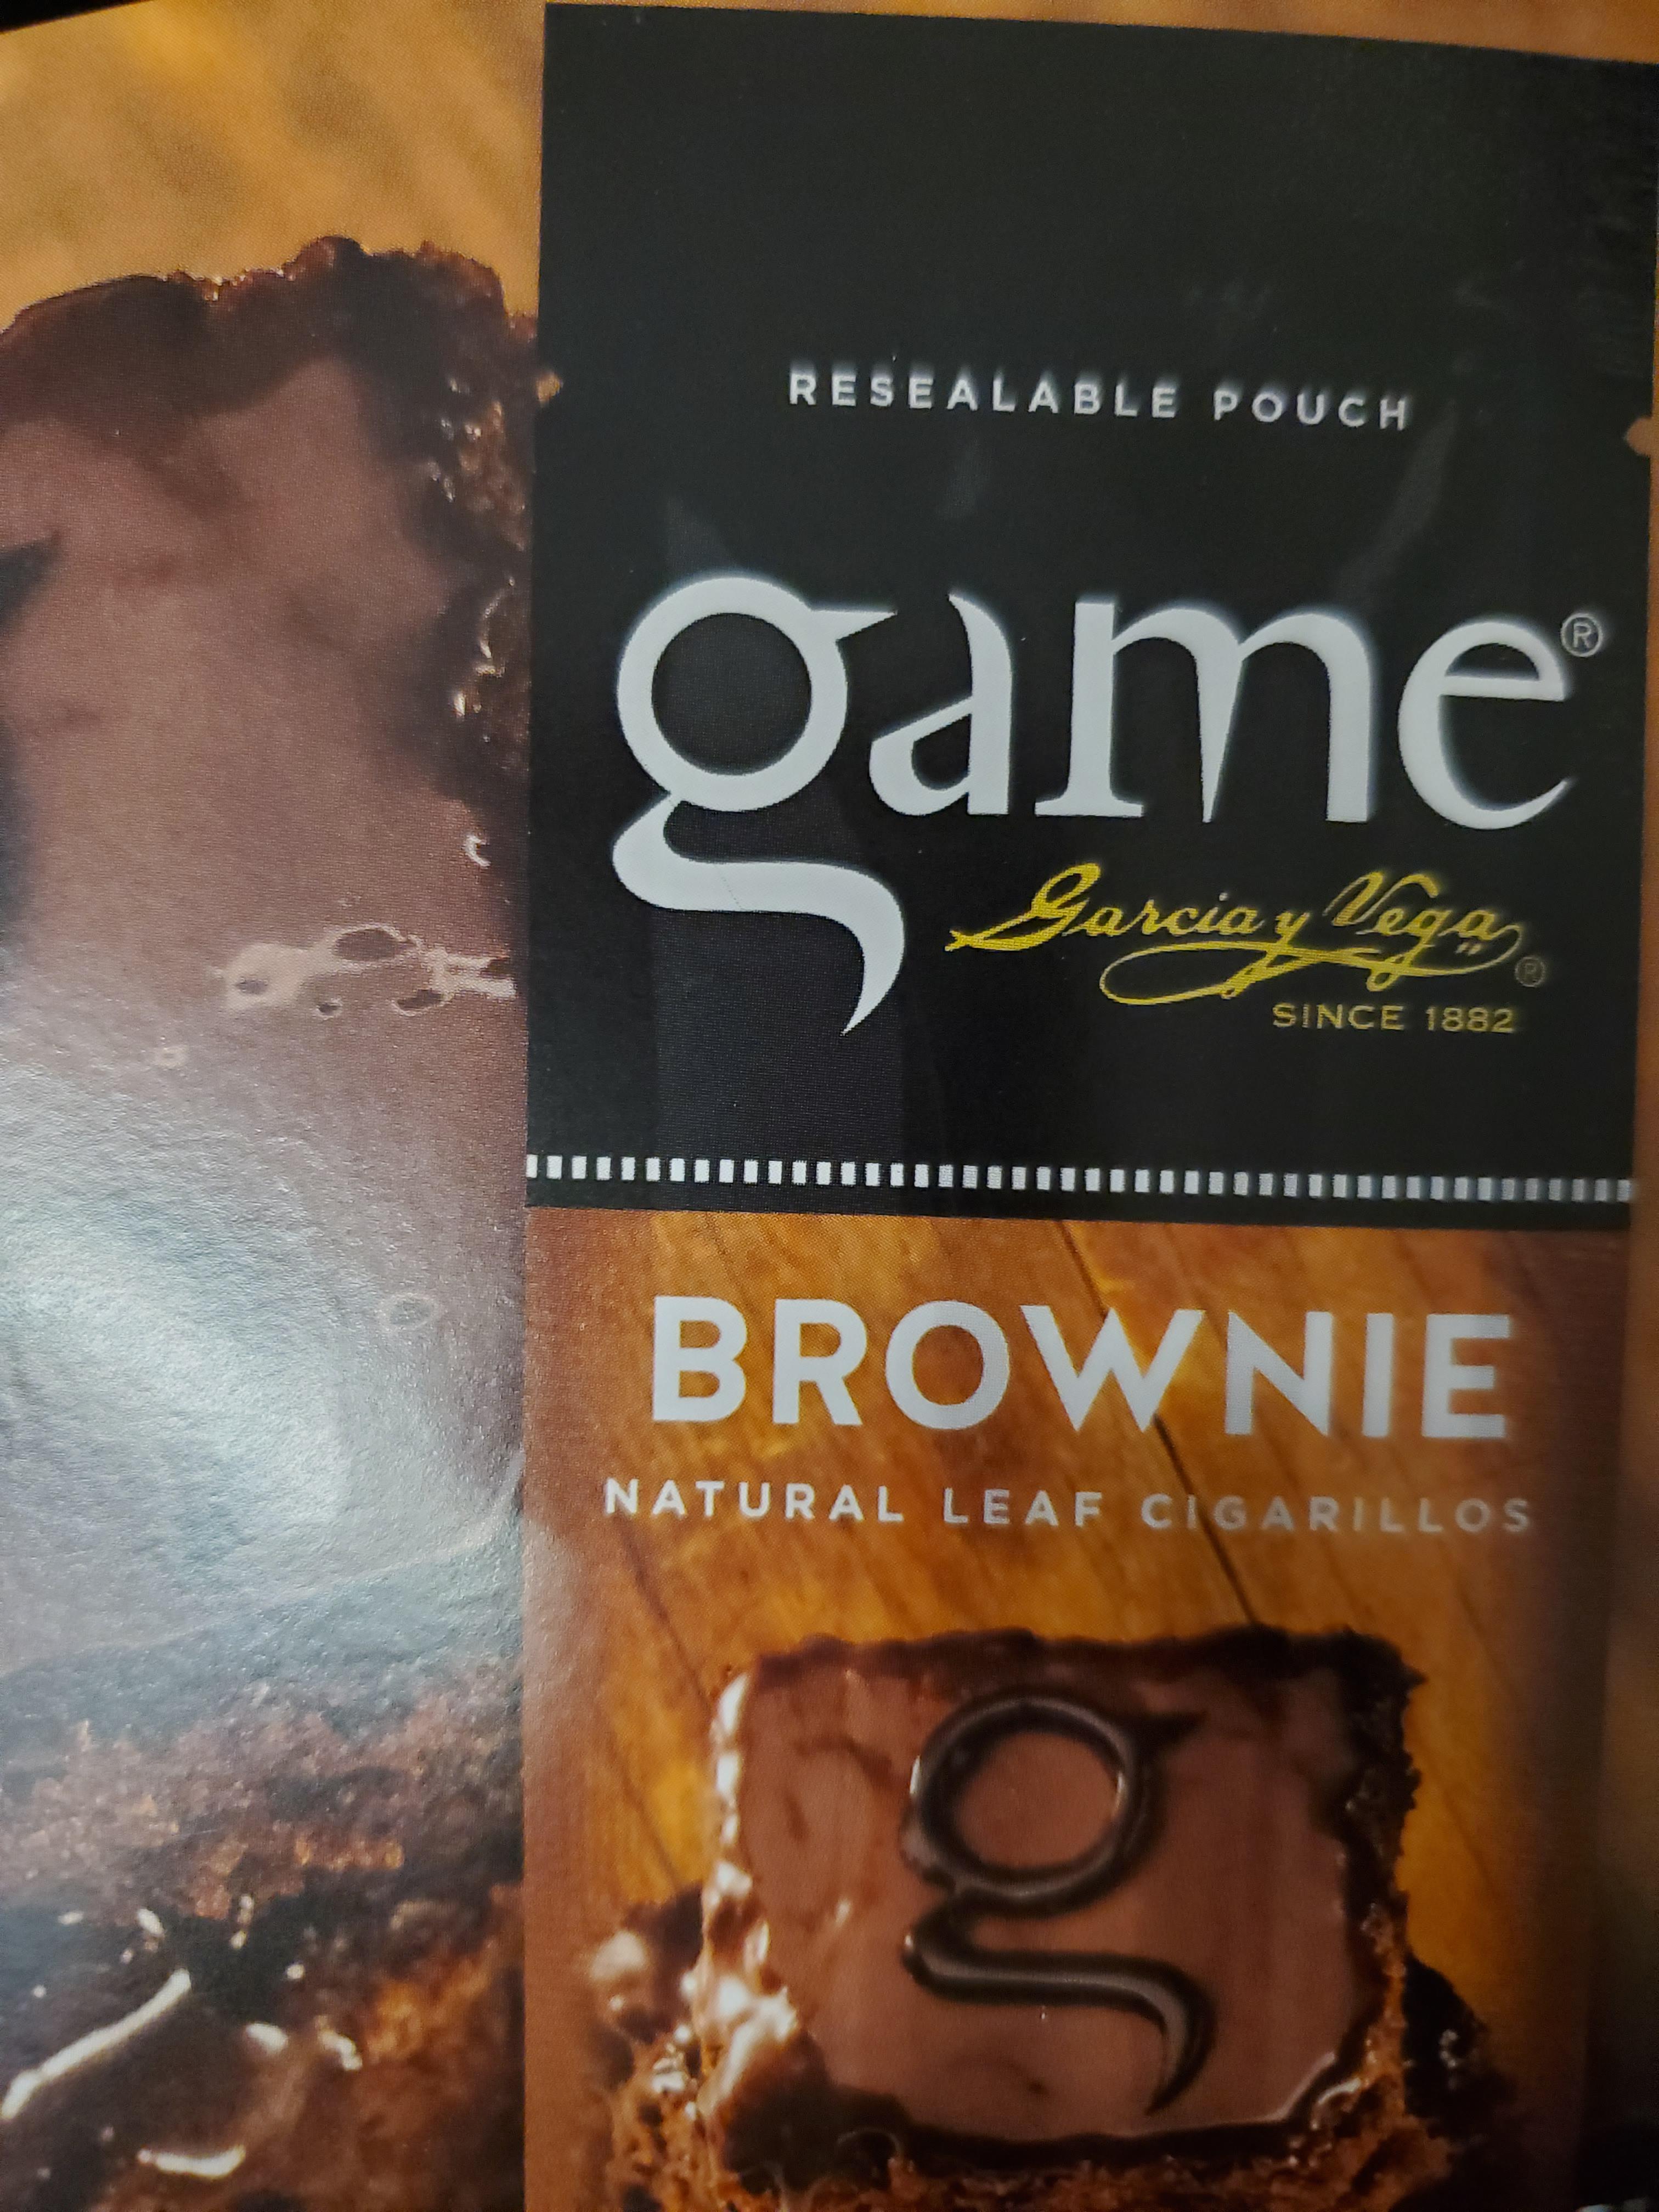 RESEALABLE POUCH
game®
Garcia y Vega®
SINCE 1882
BROWNIE
NATURAL LEAF CIGARILLOS
g